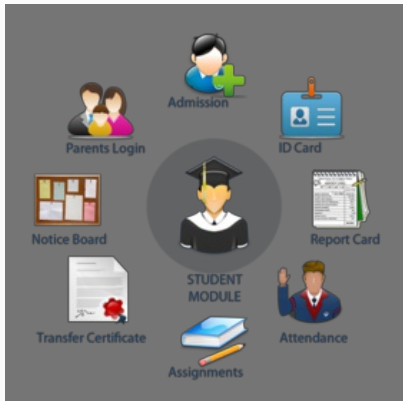 Admission
Parents Login
ID Card
Notice Board
Report Card
STUDENT
MODULE
Transfer Certificate
Attendance
Assignments